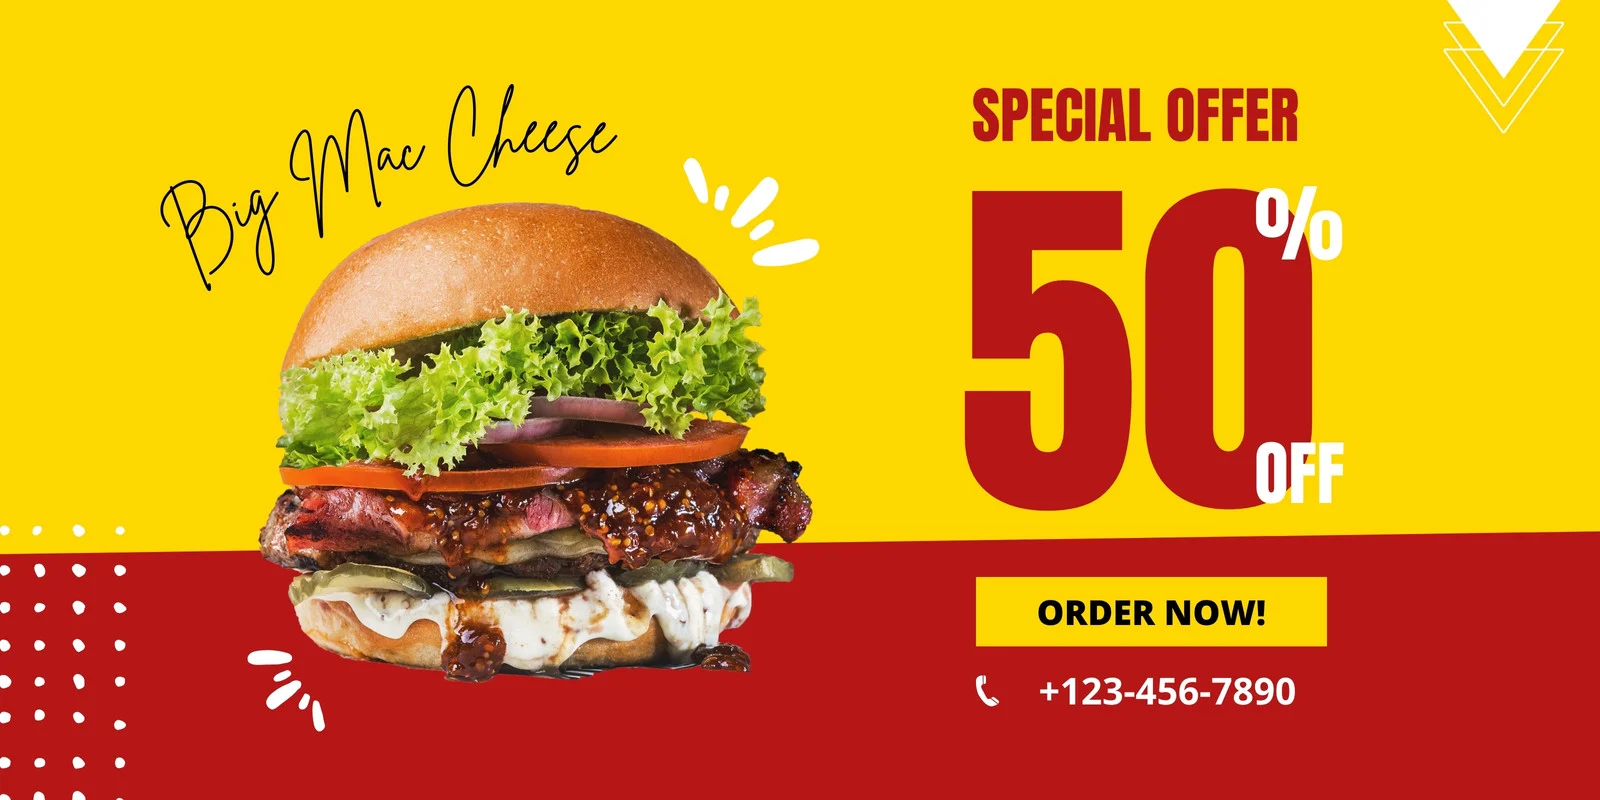 Big Mac Cheese
SPECIAL OFFER
50%
OFF
ORDER NOW!
+123-456-7890